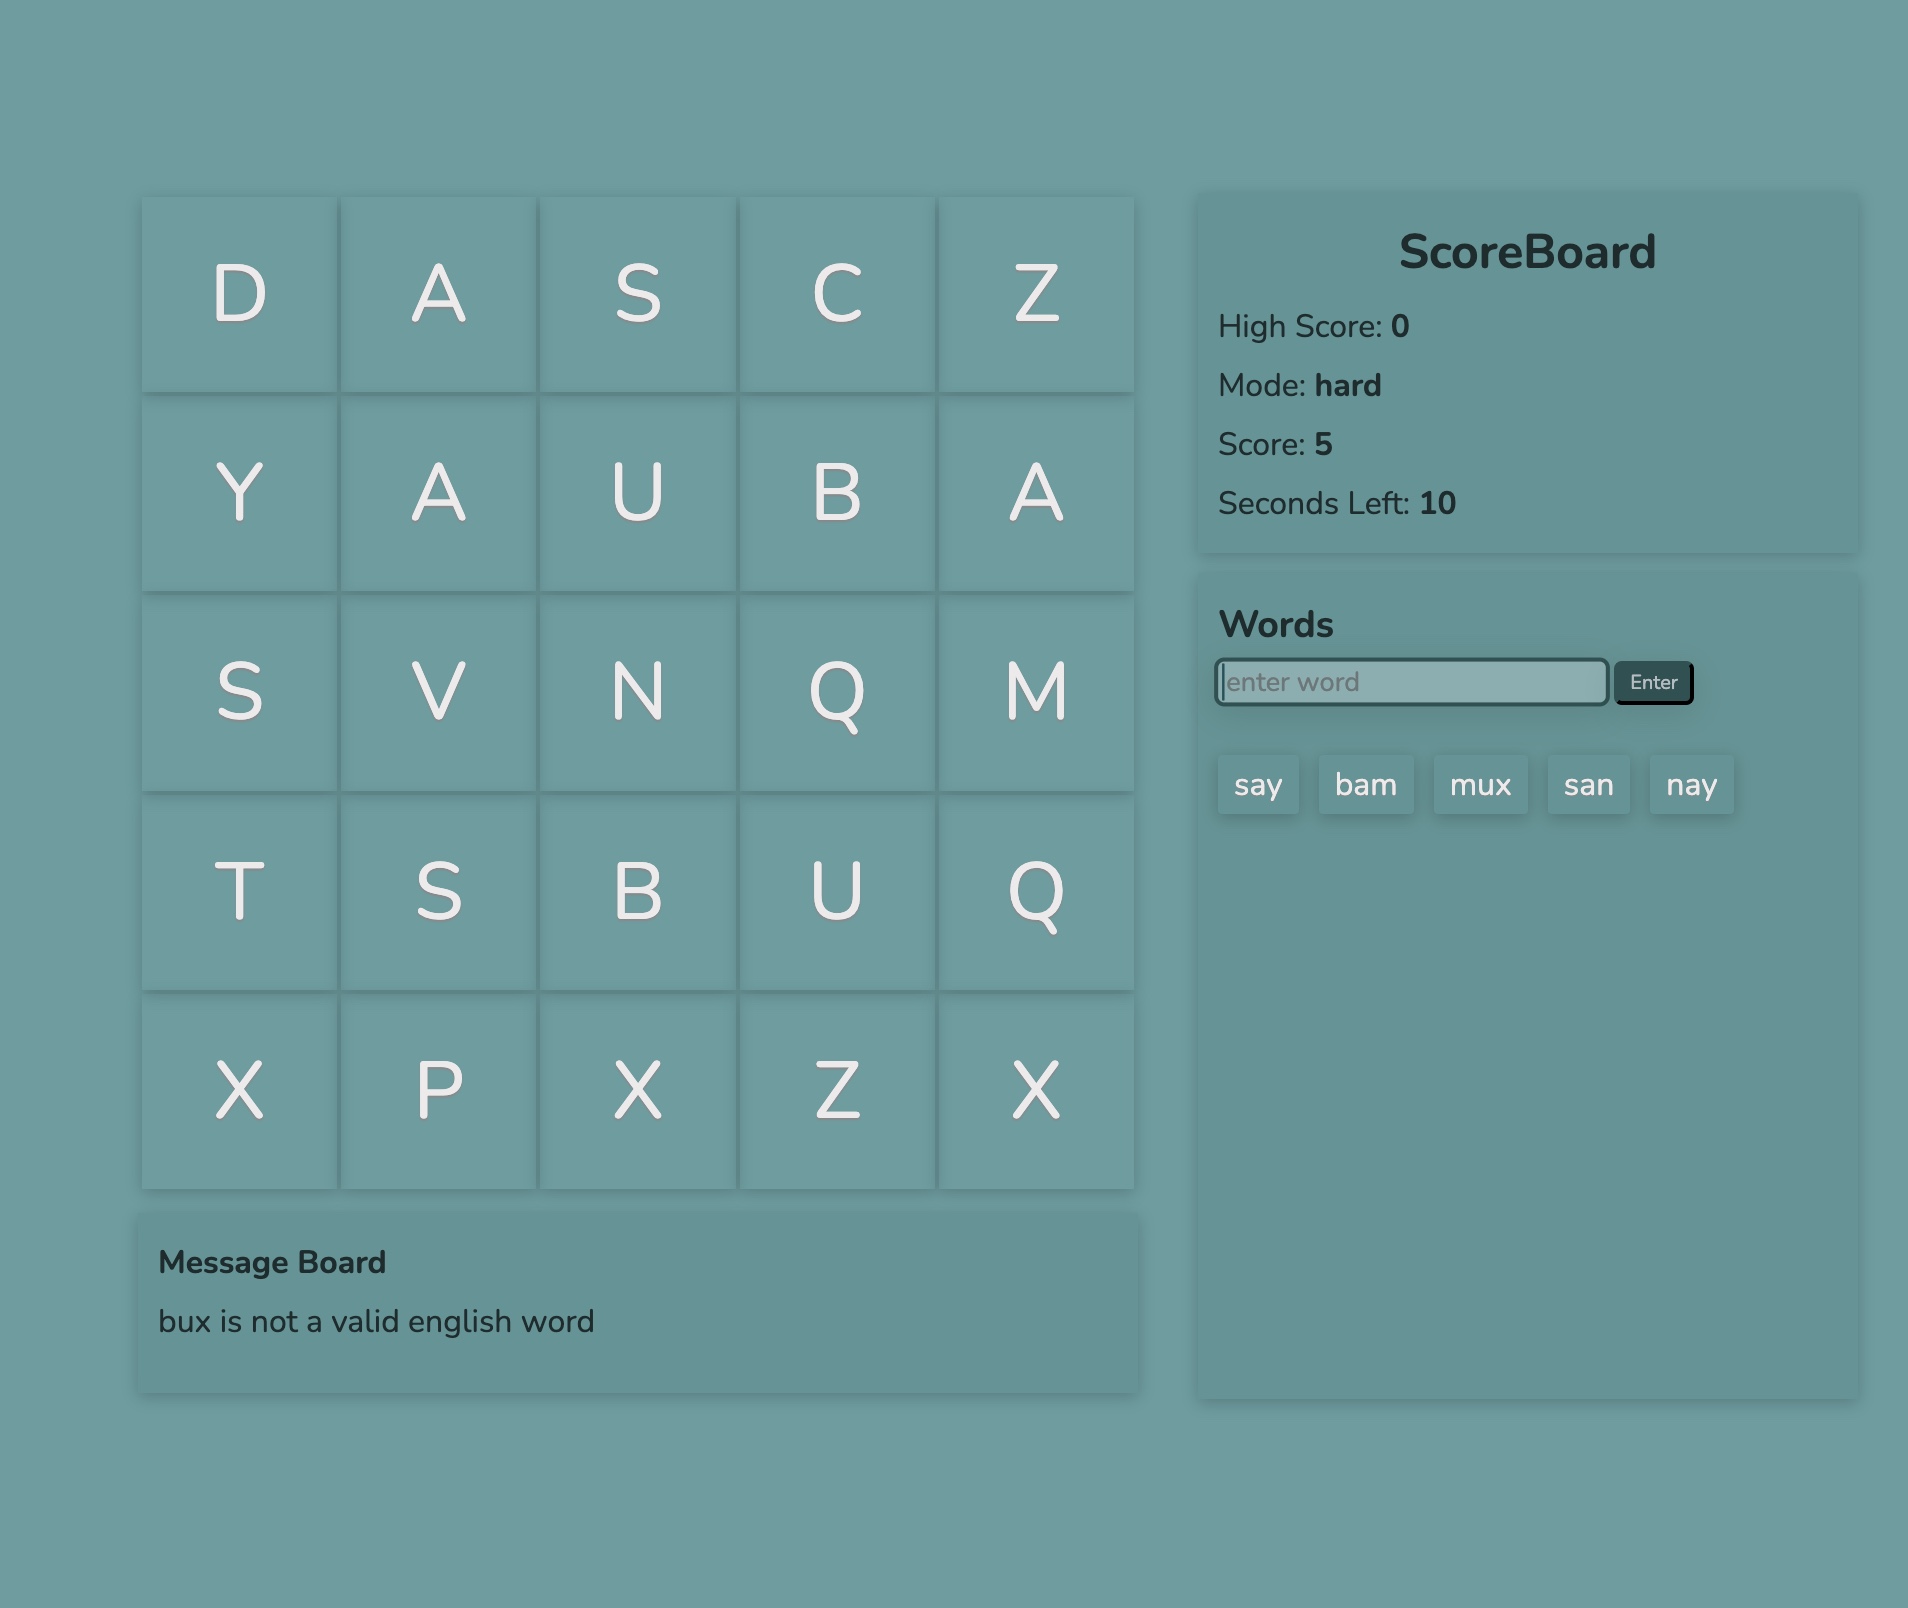 D A S C Z
Y A U B A
S V N Q M
T S B U Q
X P X Z X
Message Board
bux is not a valid english word
ScoreBoard
High Score: 0
Mode: hard
Score: 5
Seconds Left: 10
Words
enter word Enter
say bam mux san nay